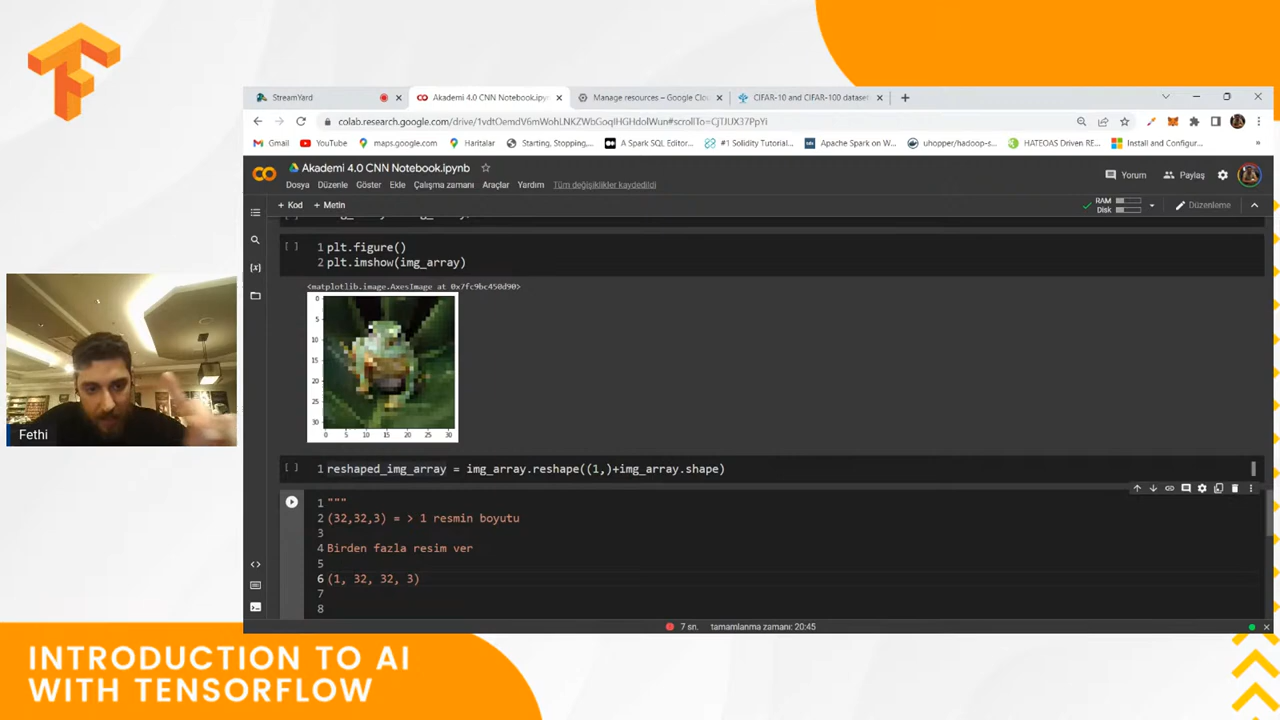 StreamYard
Akademi 4.0 CNN Notebook.ipyn
Manage resources – Google Clou
CIFAR-10 and CIFAR-100 dataset
colab.research.google.com/drive/1vdtOemdV6mWohLNKZWbGoqIHGHdolWun#scrollTo=CjTJUX37PpYi
Gmail
YouTube
maps.google.com
Haritalar
Starting, Stopping,...
A Spark SQL Editor...
#1 Solidity Tutorial...
Apache Spark on W...
uhopper/hadoop-s...
HATEOAS Driven RE...
Install and Configur...
»
Akademi 4.0 CNN Notebook.ipynb
Dosya Düzenle Göster Ekle Çalışma zamanı Araçlar Yardım Tüm değişiklikler kaydedildi
Yorum
Paylaş
+ Kod + Metin
RAM
Disk
Düzenleme
[ ]
1 plt.figure()
2 plt.imshow(img_array)
<matplotlib.image.AxesImage at 0x7fc9bc450d90>
0
5
10
15
20
25
30
0 5 10 15 20 25 30
[ ]
1 reshaped_img_array = img_array.reshape((1,)+img_array.shape)
1 """
2 (32,32,3) = > 1 resmin boyutu
3
4 Birden fazla resim ver
5
6 (1, 32, 32, 3)
7
8
7 sn. tamamlanma zamanı: 20:45
Fethi
INTRODUCTION TO AI
WITH TENSORFLOW